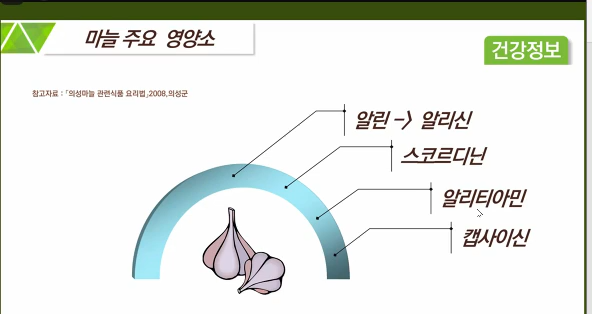 마늘 주요 영양소
건강정보
참고자료 : 「의성마늘 관련식품 요리법」,2008,의성군
알린 -> 알리신
스코르디닌
알리티아민
캡사이신